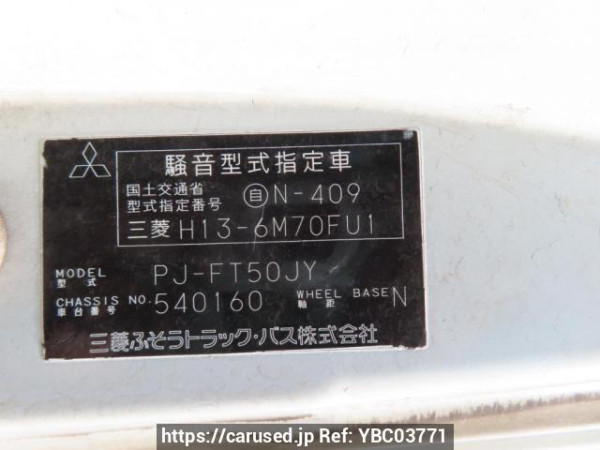 騒音型式指定車
国土交通省
型式指定番号
自N-409
三菱 H13-6M70FU1
MODEL PJ-FT50JY
型式
CHASSIS NO. 540160 WHEEL BASE N
車台番号 軸距
三菱ふそうトラック・バス株式会社
https://carused.jp Ref: YBC03771